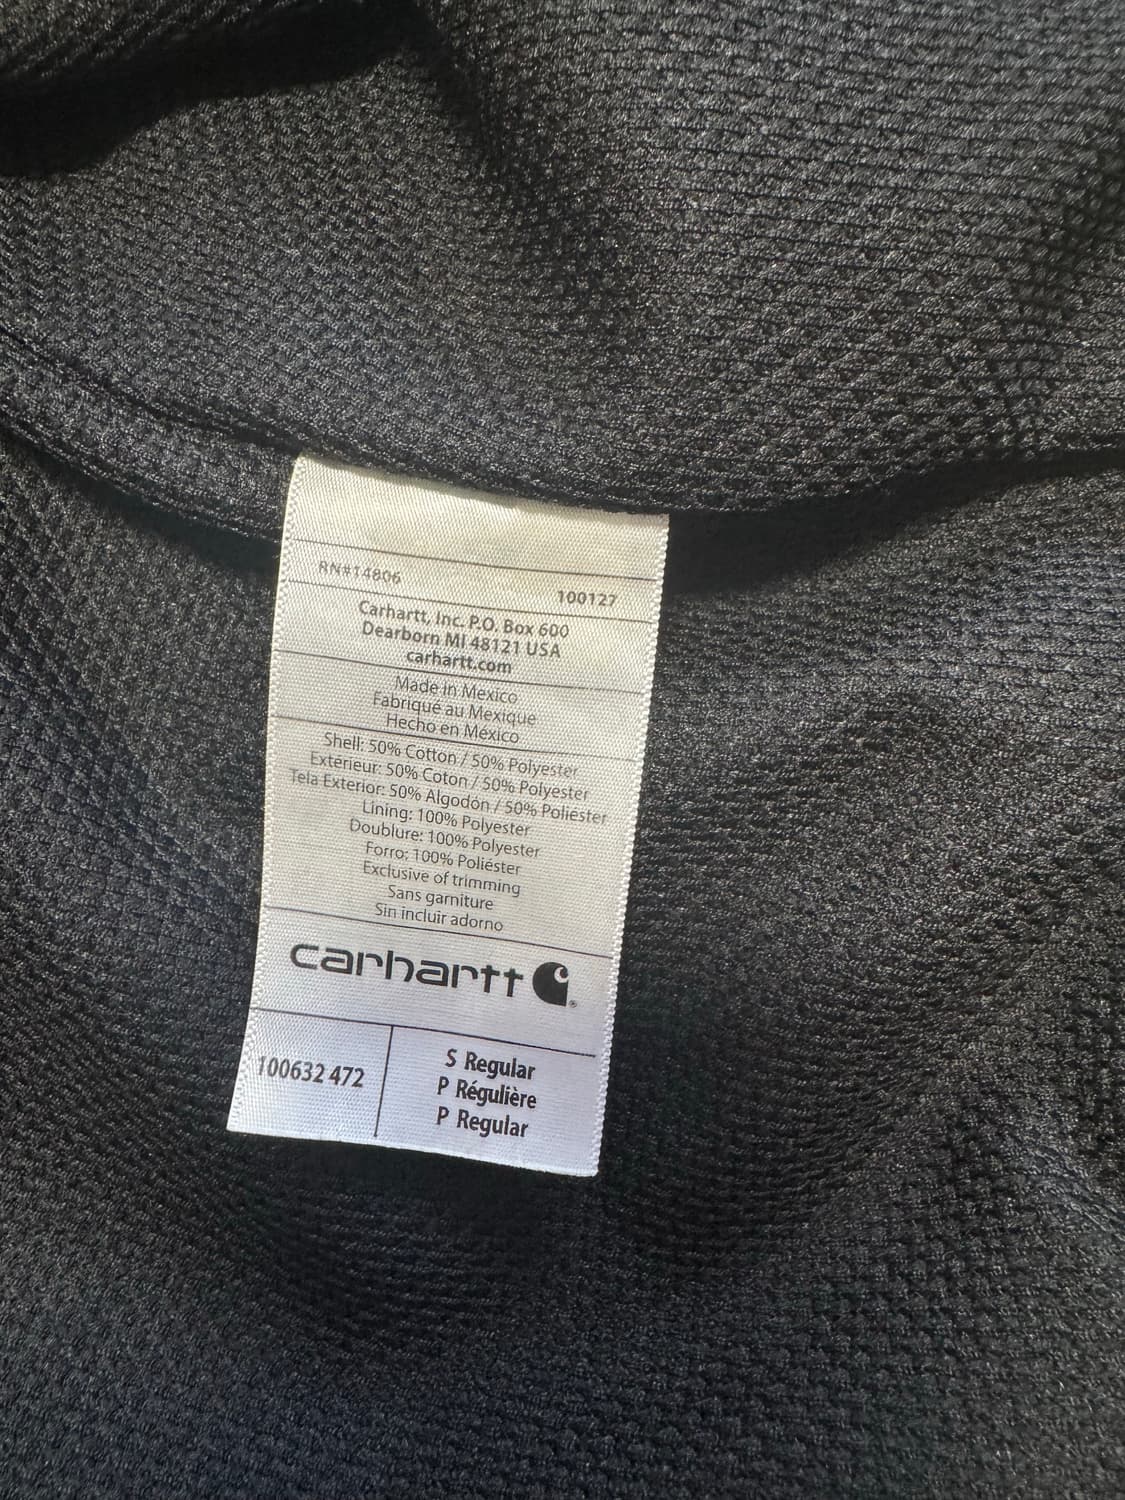 RN#14806
100127
Carhartt, Inc. P.O. Box 600
Dearborn MI 48121 USA
carhartt.com
Made in Mexico
Fabriqué au Mexique
Hecho en México
Shell: 50% Cotton / 50% Polyester
Extérieur: 50% Coton / 50% Polyester
Tela Exterior: 50% Algodón / 50% Poliéster
Lining: 100% Polyester
Doublure: 100% Polyester
Forro: 100% Poliéster
Exclusive of trimming
Sans garniture
Sin incluir adorno
carhartt ®
100632 472
S Regular
P Régulière
P Regular